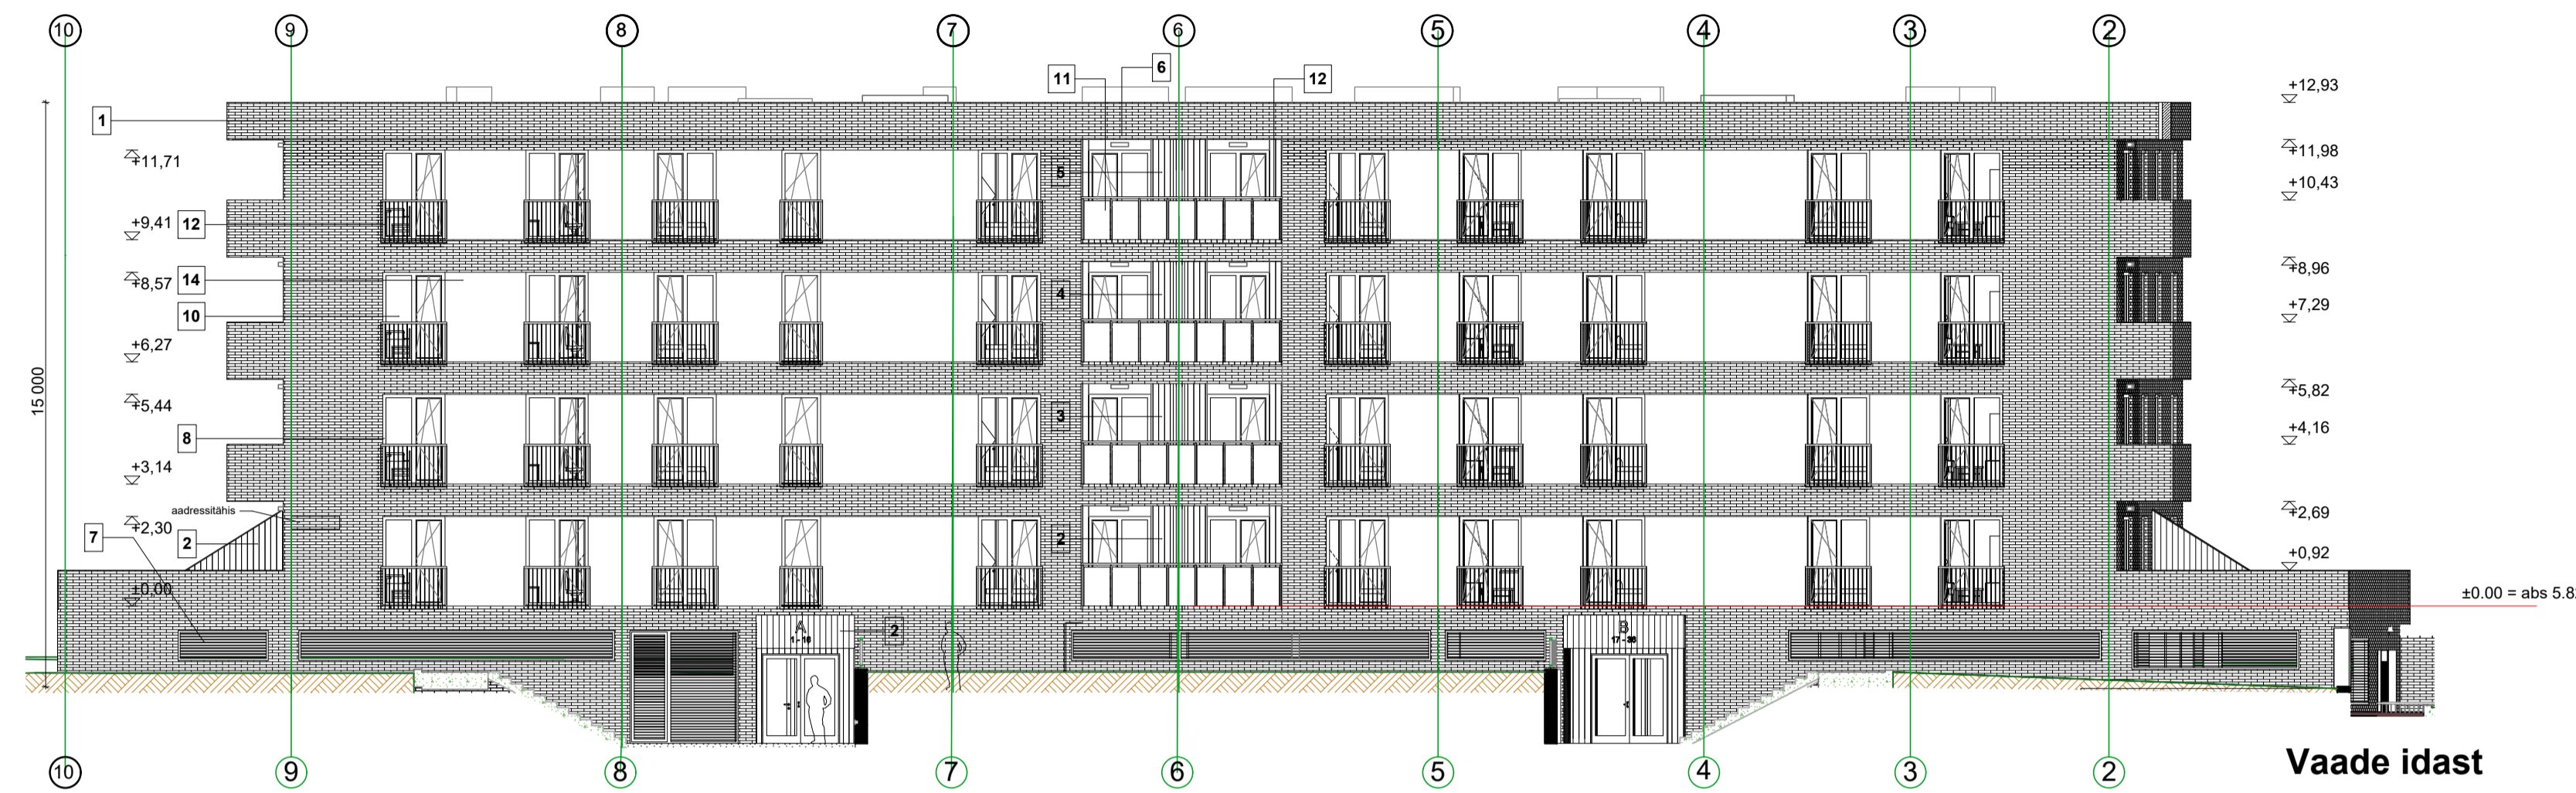 10 9 8 7 6 5 4 3 2
11 6 12
+12,93
1
+11,71
+11,98
5
+10,43
+9,41 12
+8,57 14
+8,96
4
10
+7,29
+6,27
15 000
+5,44
+5,82
3
8
+4,16
+3,14
aadressitähis
+2,30
+2,69
7 2
2
+0,92
±0,00
±0.00 = abs 5.8
A
1 - 16
2
B
17 - 36
Vaade idast
10 9 8 7 6 5 4 3 2